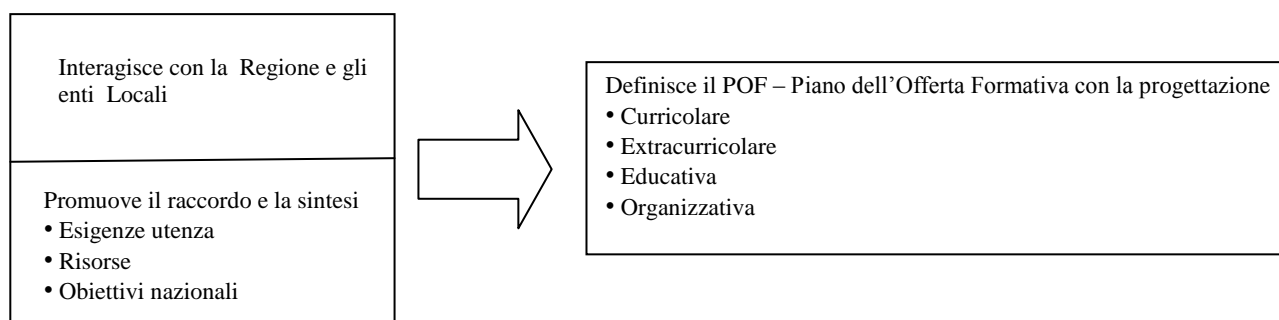 Interagisce con la Regione e gli
enti Locali
Promuove il raccordo e la sintesi
• Esigenze utenza
• Risorse
• Obiettivi nazionali
Definisce il POF – Piano dell’Offerta Formativa con la progettazione
• Curricolare
• Extracurricolare
• Educativa
• Organizzativa